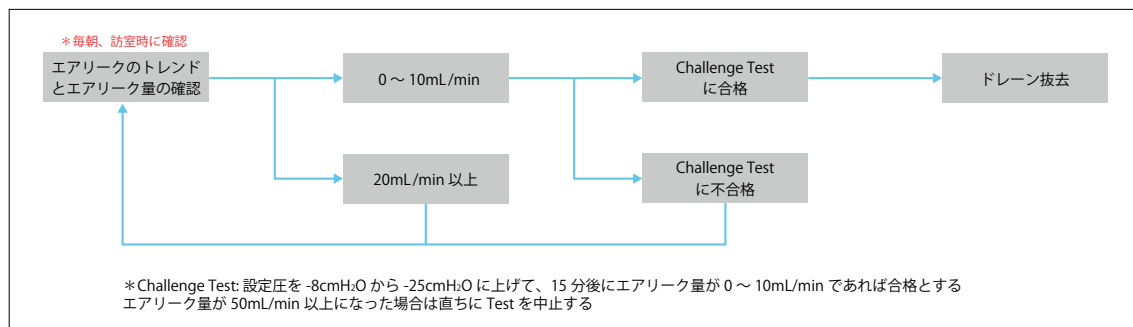 ＊毎朝、訪室時に確認
エアリークのトレンド
とエアリーク量の確認
0 ～ 10mL/min
Challenge Test
に合格
ドレーン抜去
20mL/min 以上
Challenge Test
に不合格
＊Challenge Test: 設定圧を -8cmH₂O から -25cmH₂O に上げて、15 分後にエアリーク量が 0 ～ 10mL/min であれば合格とする
エアリーク量が 50mL/min 以上になった場合は直ちに Test を中止する